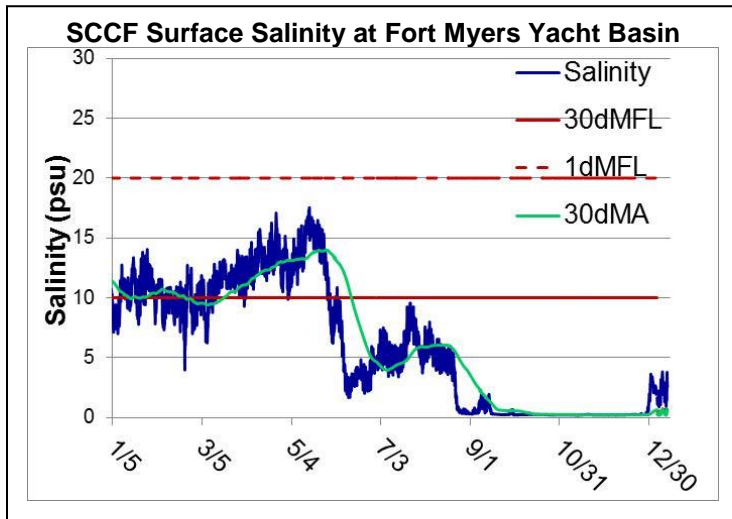 SCCF Surface Salinity at Fort Myers Yacht Basin
30
25
20
15
10
5
0
Salinity (psu)
Salinity
30dMFL
1dMFL
30dMA
1/5
3/5
5/4
7/3
9/1
10/31
12/30